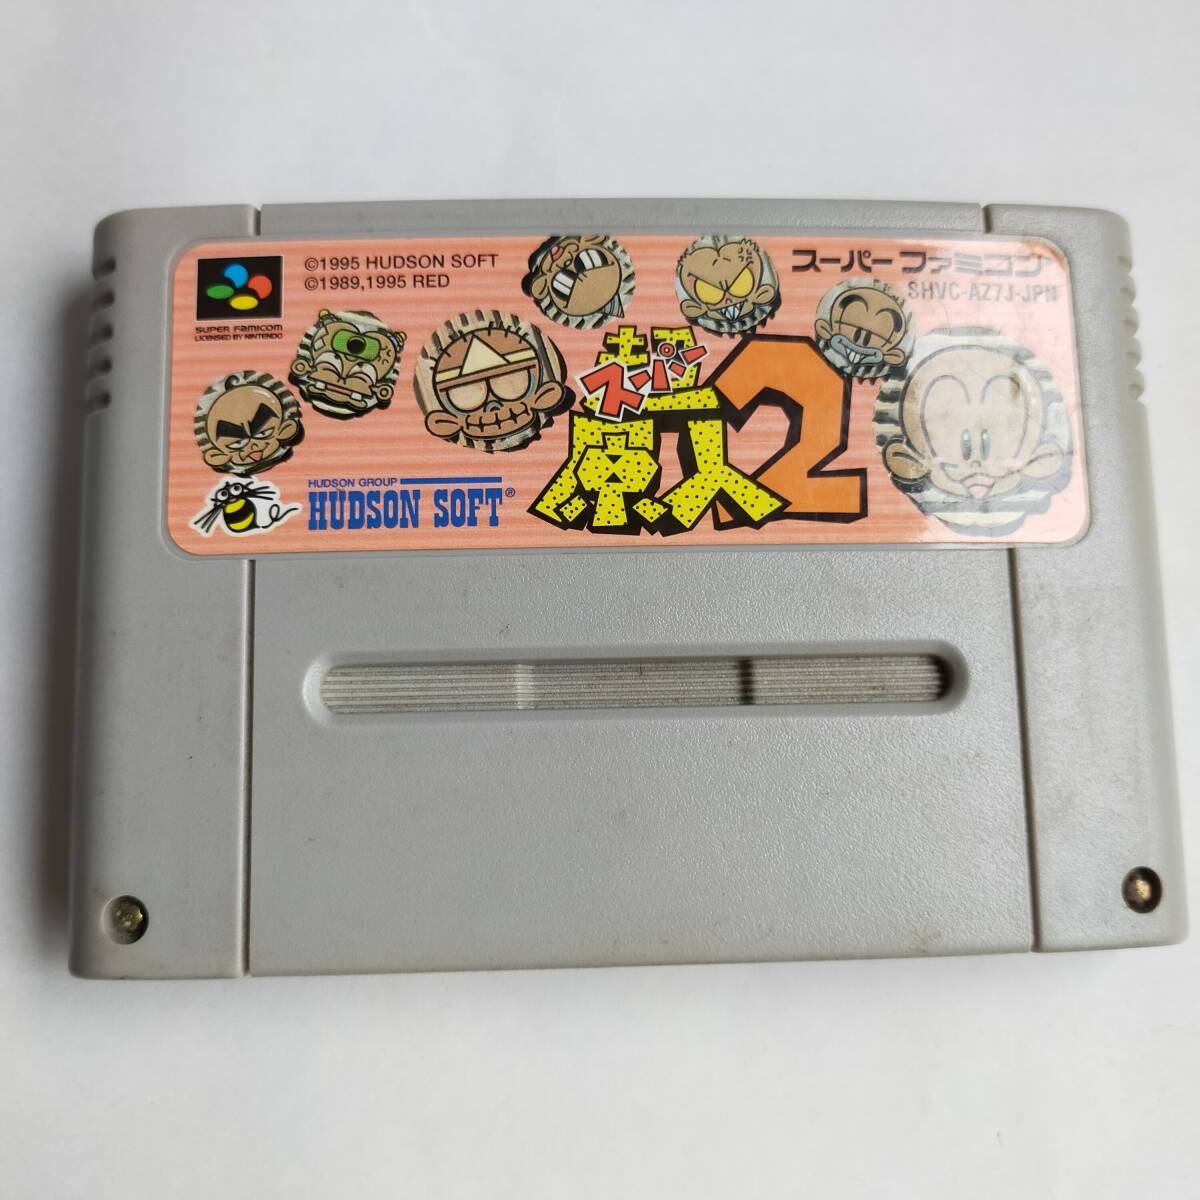 SUPER FAMICOM
LICENSED BY NINTENDO
©1995 HUDSON SOFT
©1989,1995 RED
スーパーファミコン
SHVC-AZ7J-JPN
超
スーパー
原人2
HUDSON GROUP
HUDSON SOFT®